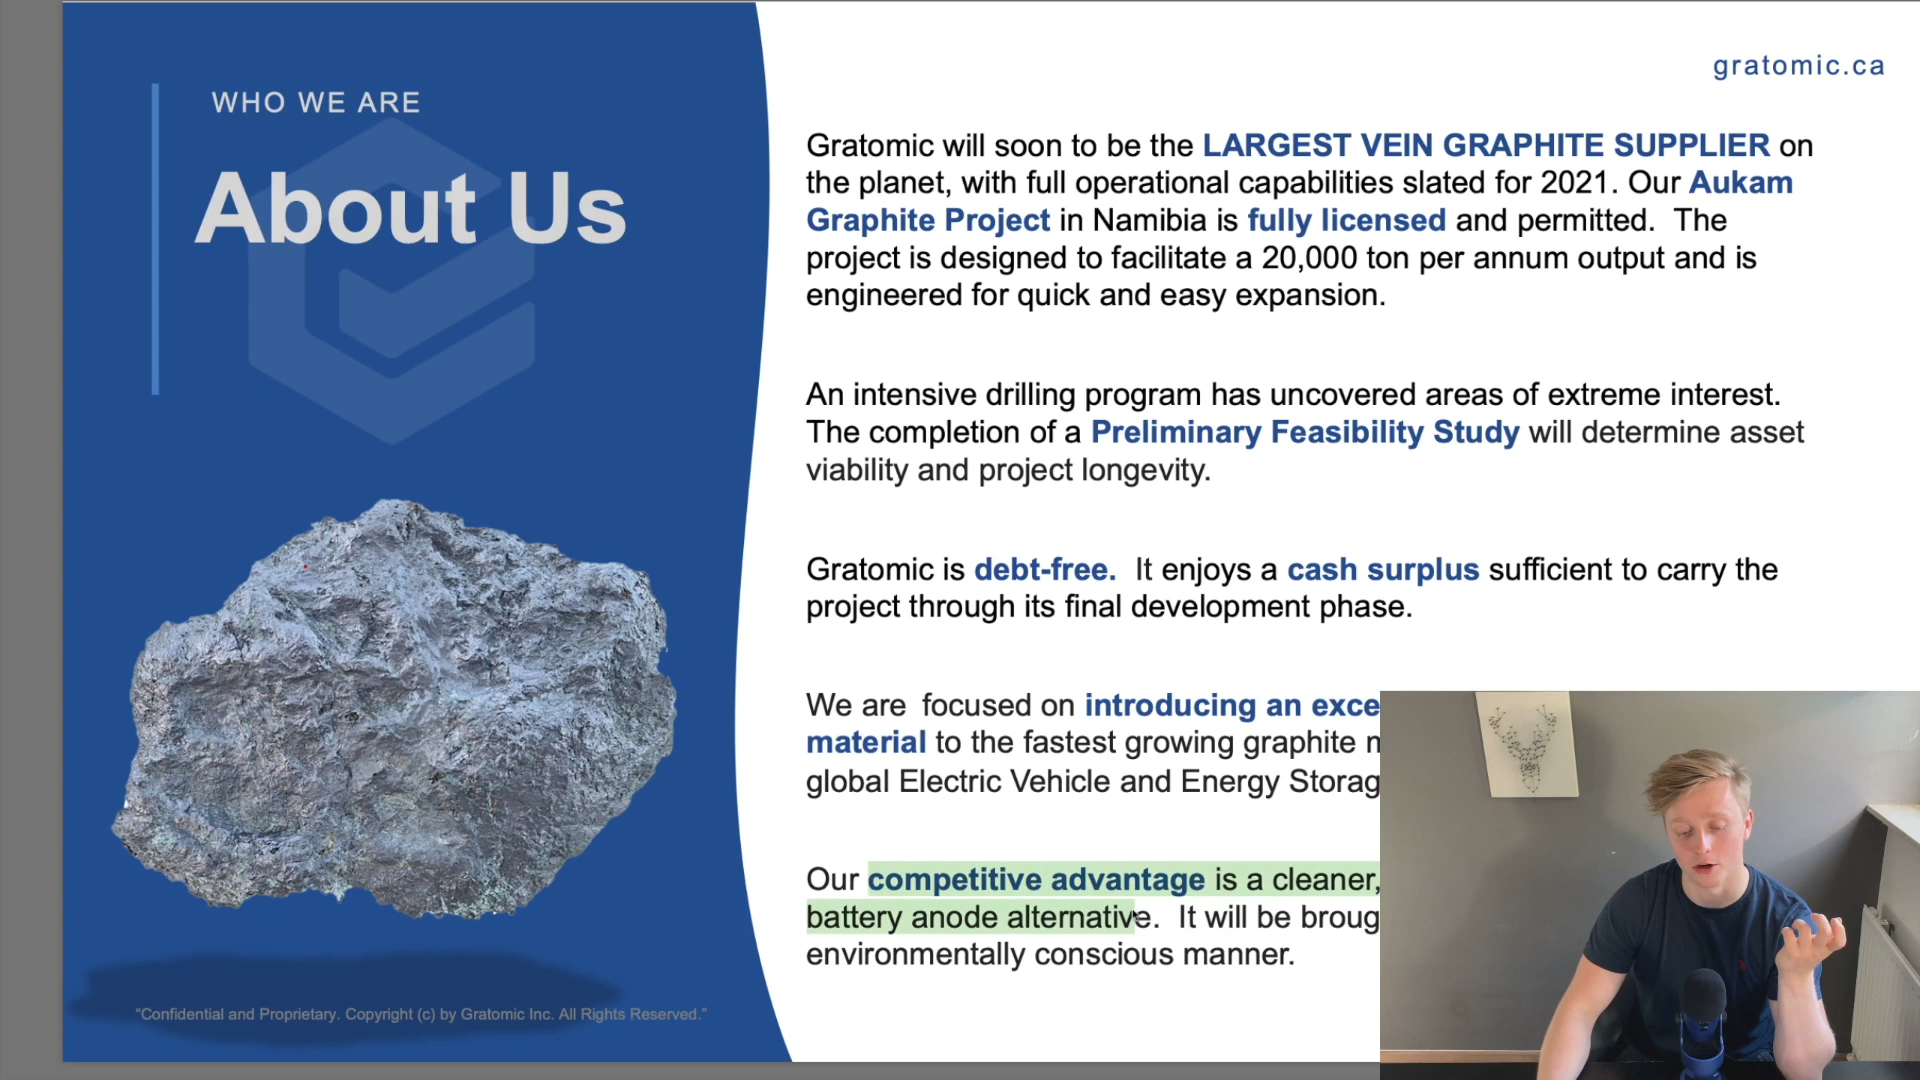 gratomic.ca
WHO WE ARE
About Us
Gratomic will soon to be the LARGEST VEIN GRAPHITE SUPPLIER on
the planet, with full operational capabilities slated for 2021. Our Aukam
Graphite Project in Namibia is fully licensed and permitted. The
project is designed to facilitate a 20,000 ton per annum output and is
engineered for quick and easy expansion.
An intensive drilling program has uncovered areas of extreme interest.
The completion of a Preliminary Feasibility Study will determine asset
viability and project longevity.
Gratomic is debt-free. It enjoys a cash surplus sufficient to carry the
project through its final development phase.
We are focused on introducing an exce
material to the fastest growing graphite
global Electric Vehicle and Energy Storag
Our competitive advantage is a cleaner,
battery anode alternative. It will be broug
environmentally conscious manner.
“Confidential and Proprietary. Copyright (c) by Gratomic Inc. All Rights Reserved.”